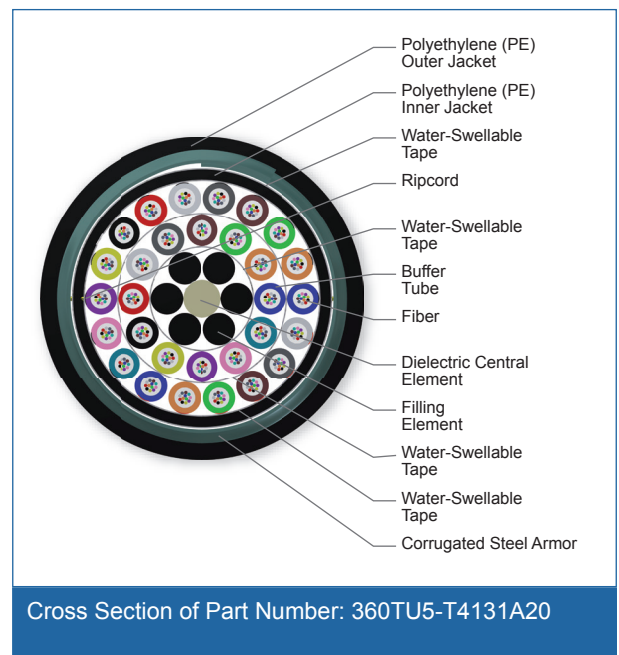 Polyethylene (PE)
Outer Jacket
Polyethylene (PE)
Inner Jacket
Water-Swellable
Tape
Ripcord
Water-Swellable
Tape
Buffer
Tube
Fiber
Dielectric Central
Element
Filling
Element
Water-Swellable
Tape
Water-Swellable
Tape
Corrugated Steel Armor
Cross Section of Part Number: 360TU5-T4131A20